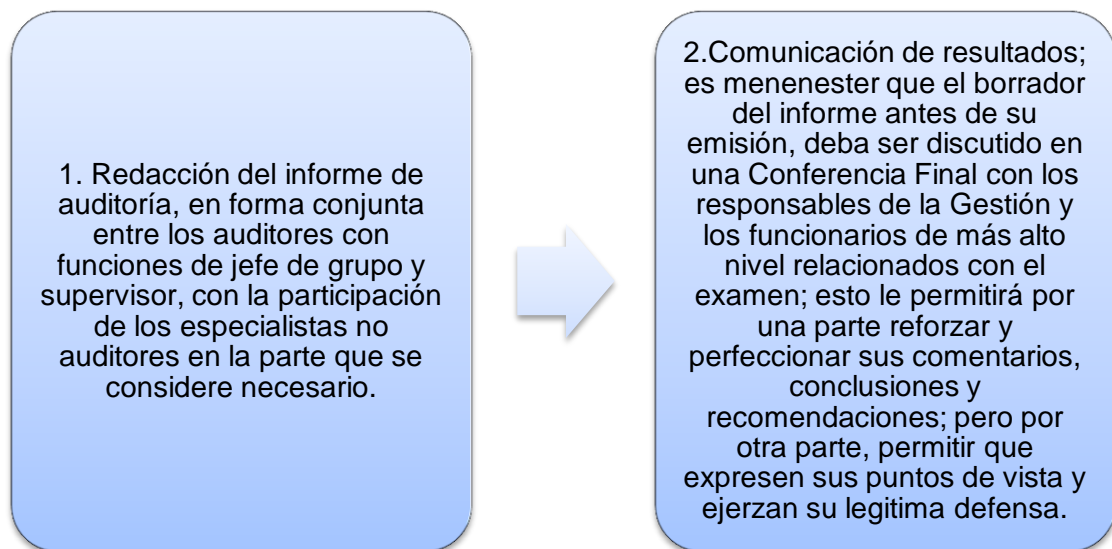 1. Redacción del informe de
auditoría, en forma conjunta
entre los auditores con
funciones de jefe de grupo y
supervisor, con la participación
de los especialistas no
auditores en la parte que se
considere necesario.
2.Comunicación de resultados;
es menenester que el borrador
del informe antes de su
emisión, deba ser discutido en
una Conferencia Final con los
responsables de la Gestión y
los funcionarios de más alto
nivel relacionados con el
examen; esto le permitirá por
una parte reforzar y
perfeccionar sus comentarios,
conclusiones y
recomendaciones; pero por
otra parte, permitir que
expresen sus puntos de vista y
ejerzan su legitima defensa.